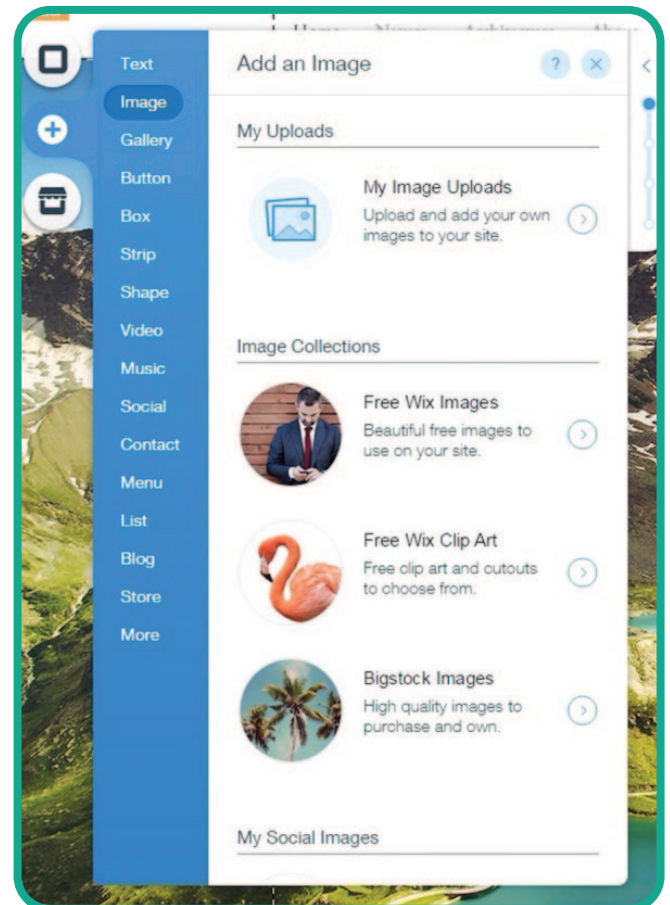 Text
Image
Gallery
Button
Box
Strip
Shape
Video
Music
Social
Contact
Menu
List
Blog
Store
More
Add an Image
?
My Uploads
My Image Uploads
Upload and add your own
images to your site.
Image Collections
Free Wix Images
Beautiful free images to
use on your site.
Free Wix Clip Art
Free clip art and cutouts
to choose from.
Bigstock Images
High quality images to
purchase and own.
My Social Images